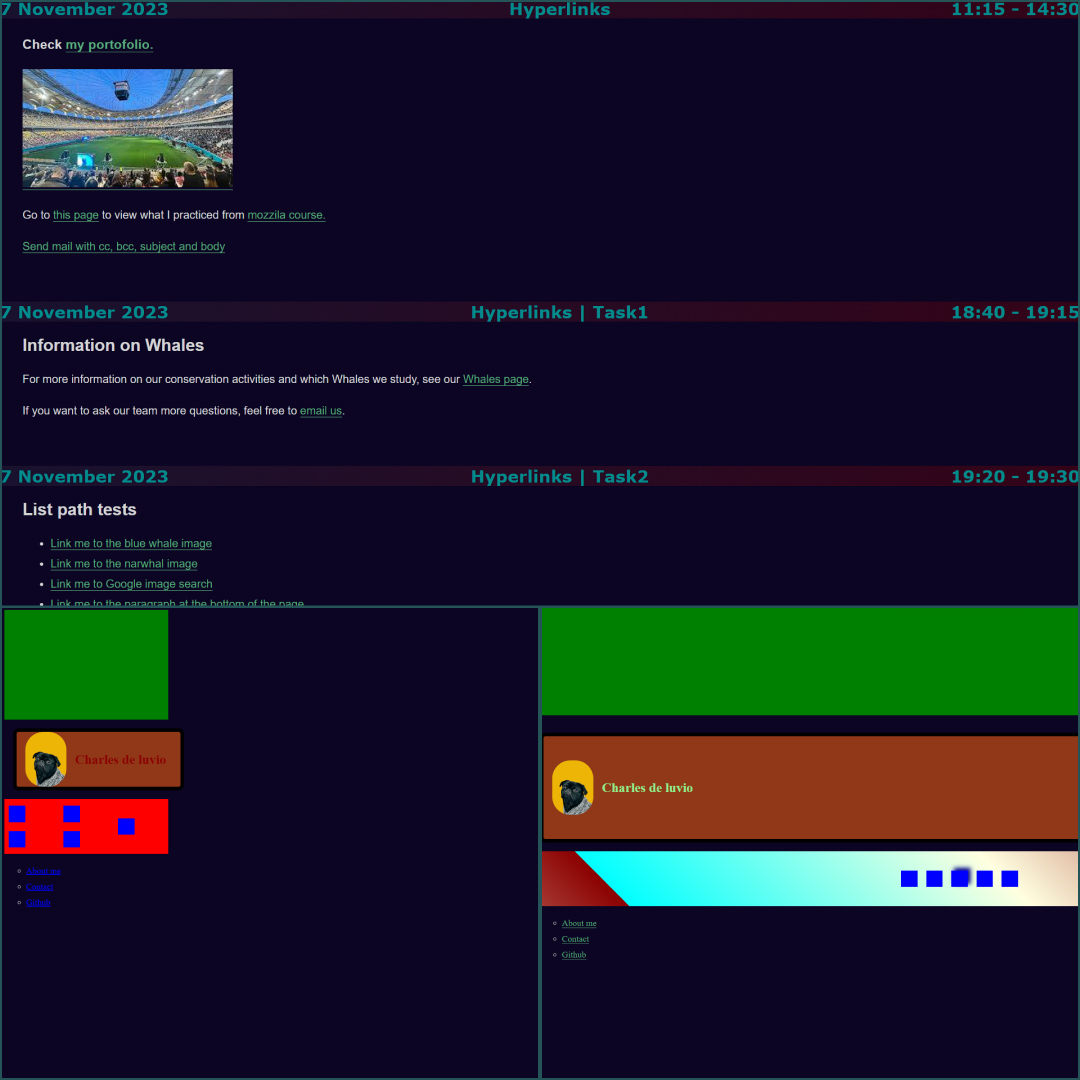 7 November 2023 Hyperlinks 11:15 - 14:30
Check my portofolio.
Go to this page to view what I practiced from mozzila course.
Send mail with cc, bcc, subject and body
7 November 2023 Hyperlinks | Task1 18:40 - 19:15
Information on Whales
For more information on our conservation activities and which Whales we study, see our Whales page.
If you want to ask our team more questions, feel free to email us.
7 November 2023 Hyperlinks | Task2 19:20 - 19:30
List path tests
Link me to the blue whale image
Link me to the narwhal image
Link me to Google image search
Link me to the paragraph at the bottom of the page
Charles de luvio
About me
Contact
Github
Charles de luvio
About me
Contact
Github